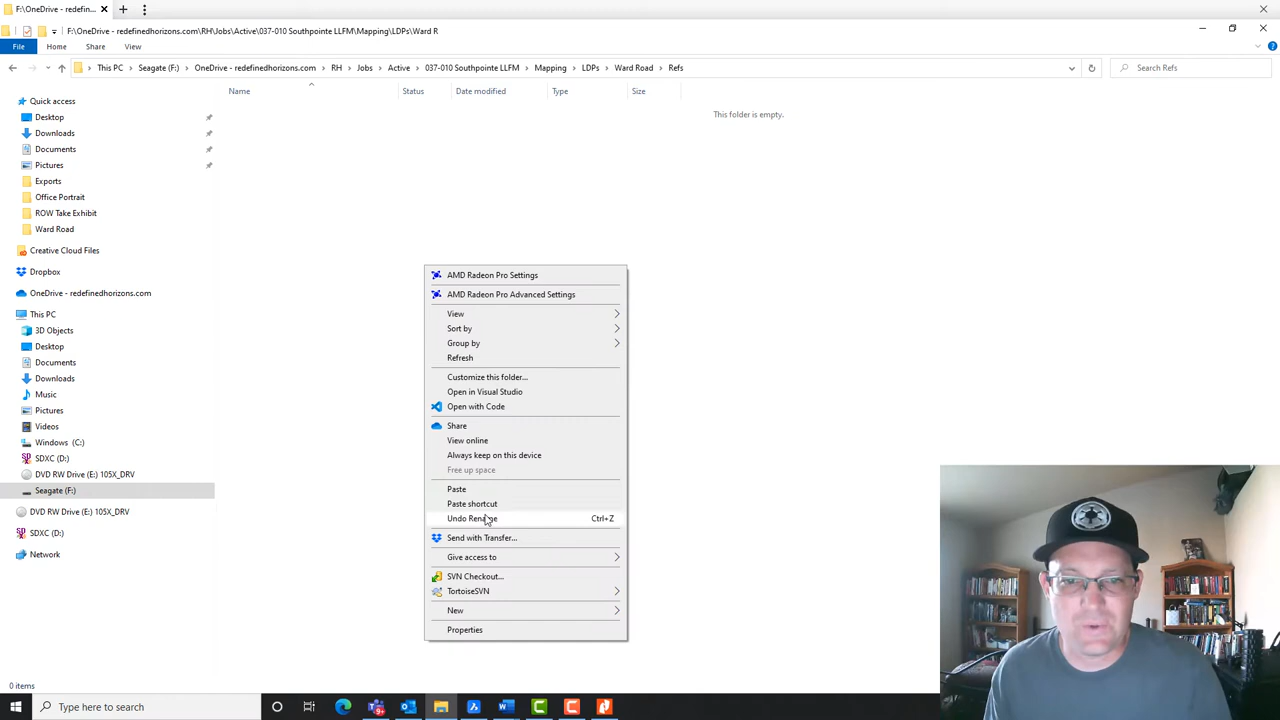 F:\OneDrive - redefin...
F:\OneDrive - redefinedhorizons.com\RH\Jobs\Active\037-010 Southpointe LLFM\Mapping\LDPs\Ward R
File Home Share View
This PC Seagate (F:) OneDrive - redefinedhorizons.com RH Jobs Active 037-010 Southpointe LLFM Mapping LDPs Ward Road Refs
Search Refs
Name Status Date modified Type Size
This folder is empty.
Quick access
Desktop
Downloads
Documents
Pictures
Exports
Office Portrait
ROW Take Exhibit
Ward Road
Creative Cloud Files
Dropbox
OneDrive - redefinedhorizons.com
This PC
3D Objects
Desktop
Documents
Downloads
Music
Pictures
Videos
Windows (C:)
SDXC (D:)
DVD RW Drive (E:) 105X_DRV
Seagate (F:)
DVD RW Drive (E:) 105X_DRV
SDXC (D:)
Network
AMD Radeon Pro Settings
AMD Radeon Pro Advanced Settings
View
Sort by
Group by
Refresh
Customize this folder...
Open in Visual Studio
Open with Code
Share
View online
Always keep on this device
Free up space
Paste
Paste shortcut
Undo Rename Ctrl+Z
Send with Transfer...
Give access to
SVN Checkout...
TortoiseSVN
New
Properties
0 items
Type here to search